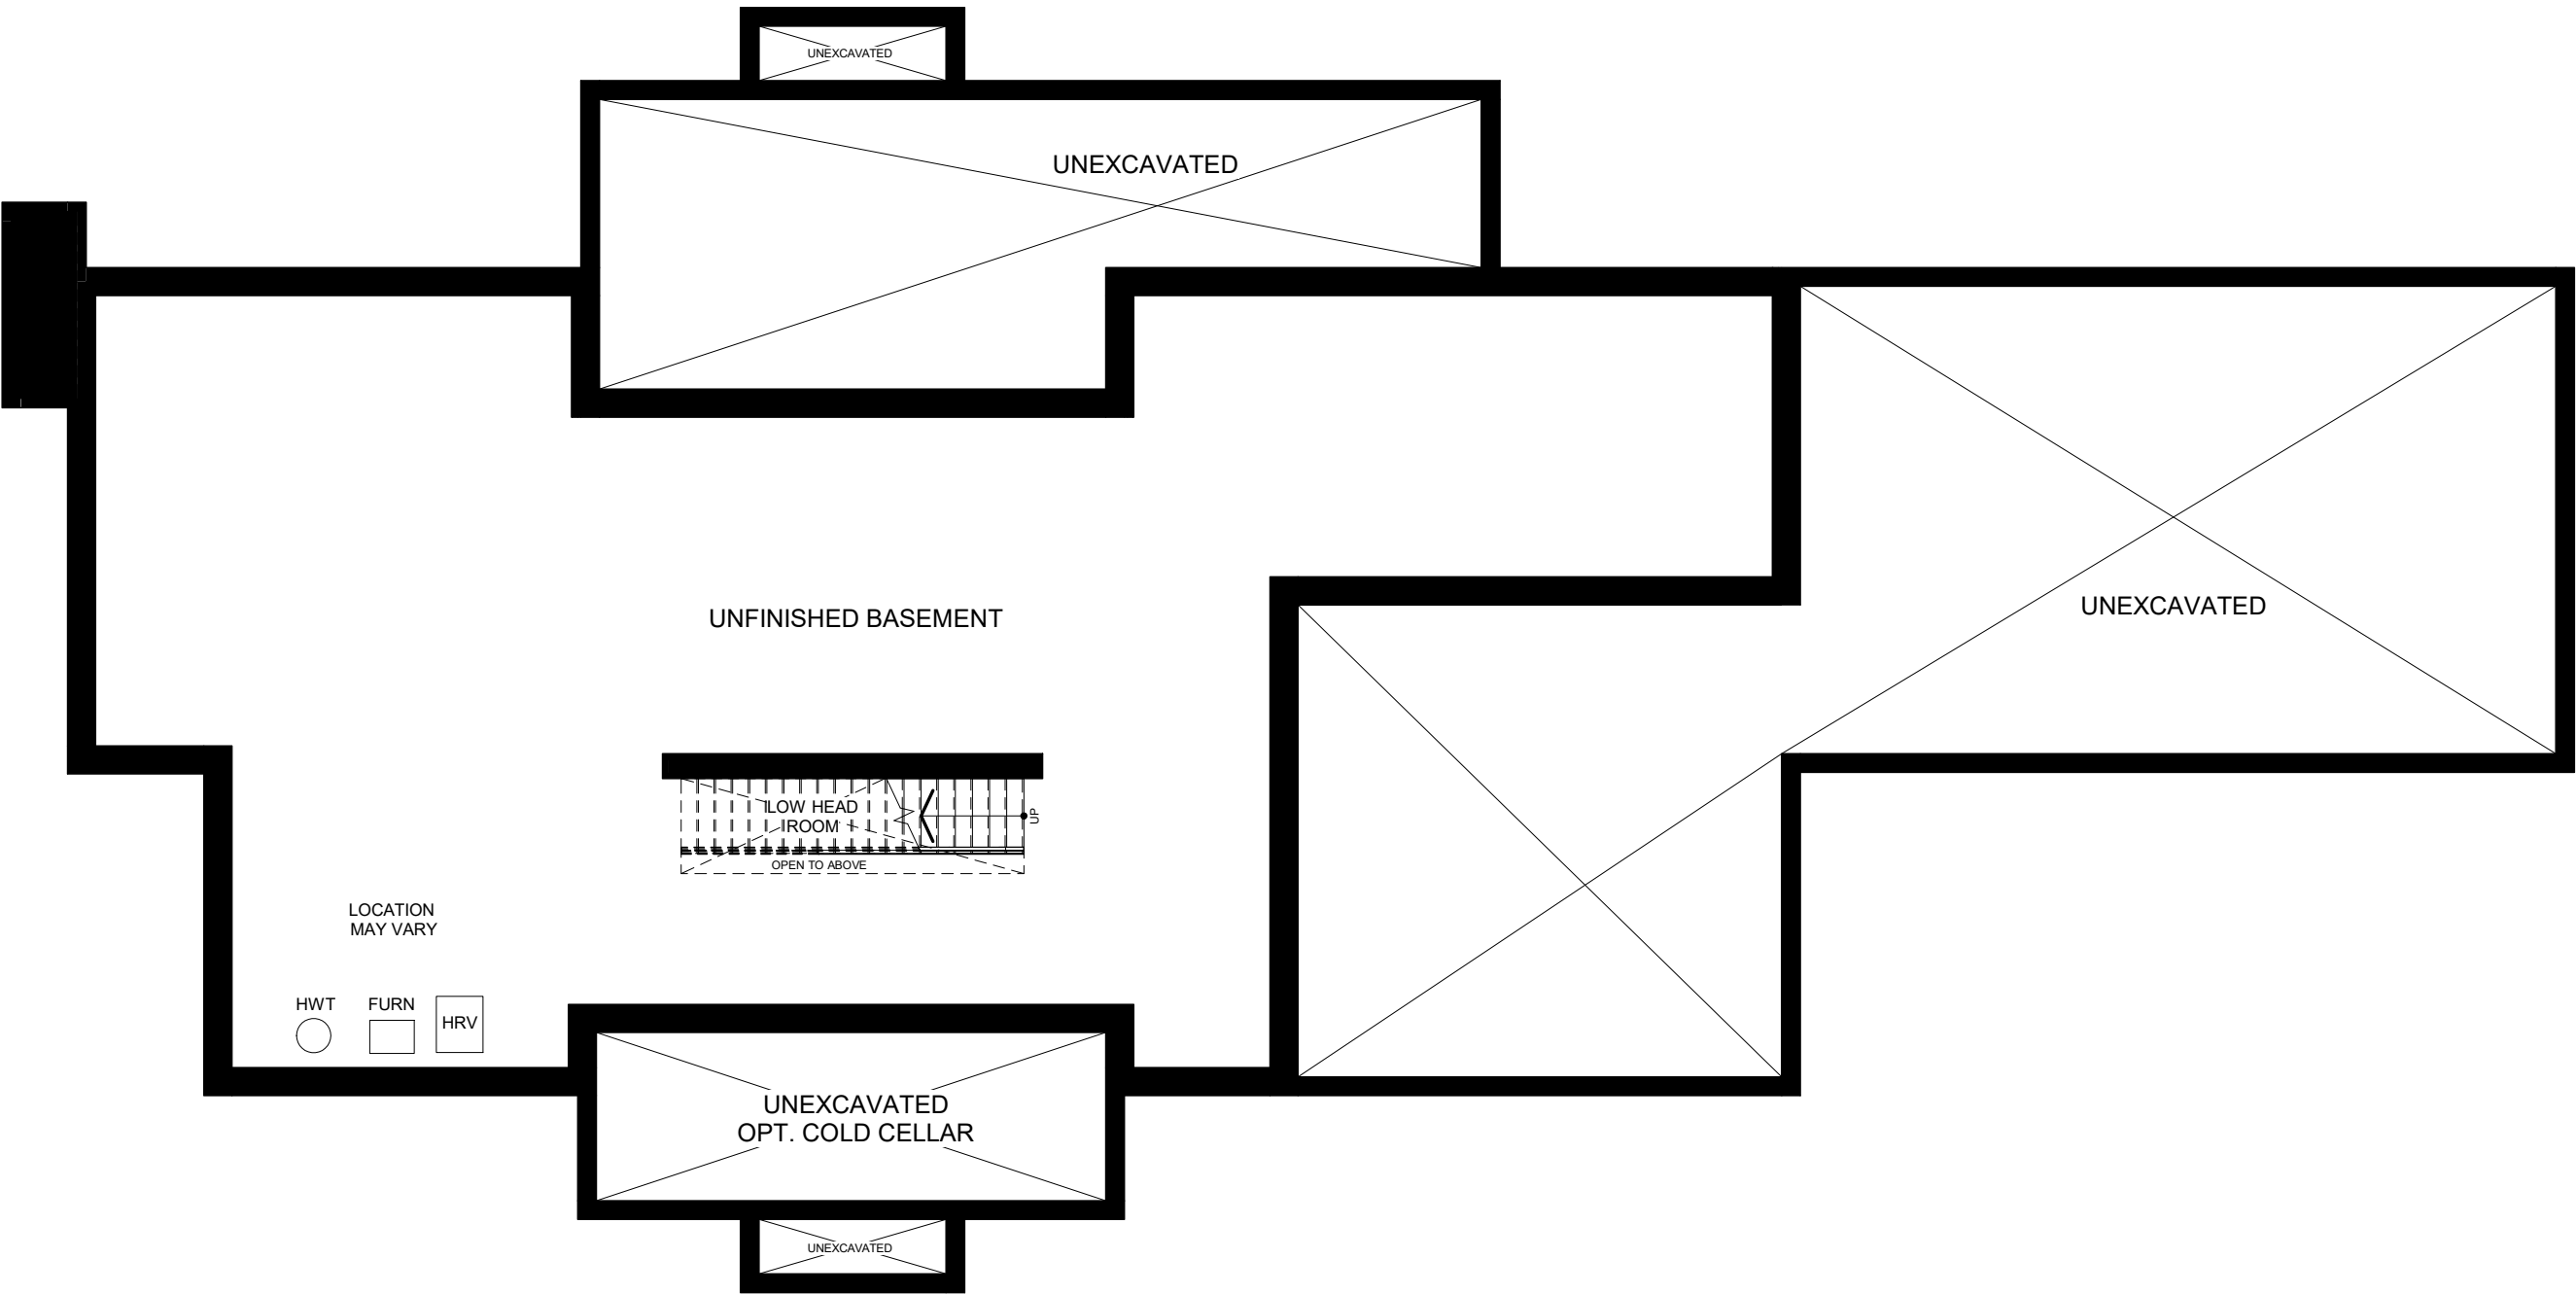 UNEXCAVATED
UNEXCAVATED
UNEXCAVATED
UNFINISHED BASEMENT
LOW HEAD
ROOM
UP
OPEN TO ABOVE
LOCATION
MAY VARY
HWT
FURN
HRV
UNEXCAVATED
OPT. COLD CELLAR
UNEXCAVATED